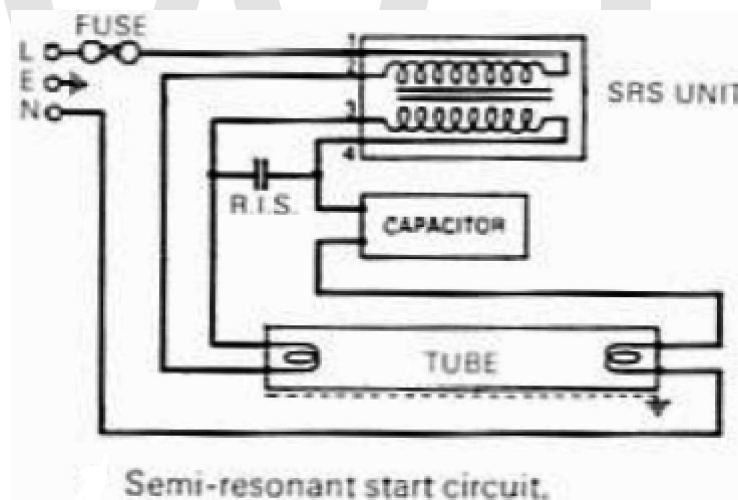 FUSE
L
E
N
1
2
3
4
SRS UNIT
R.I.S.
CAPACITOR
TUBE
Semi-resonant start circuit.